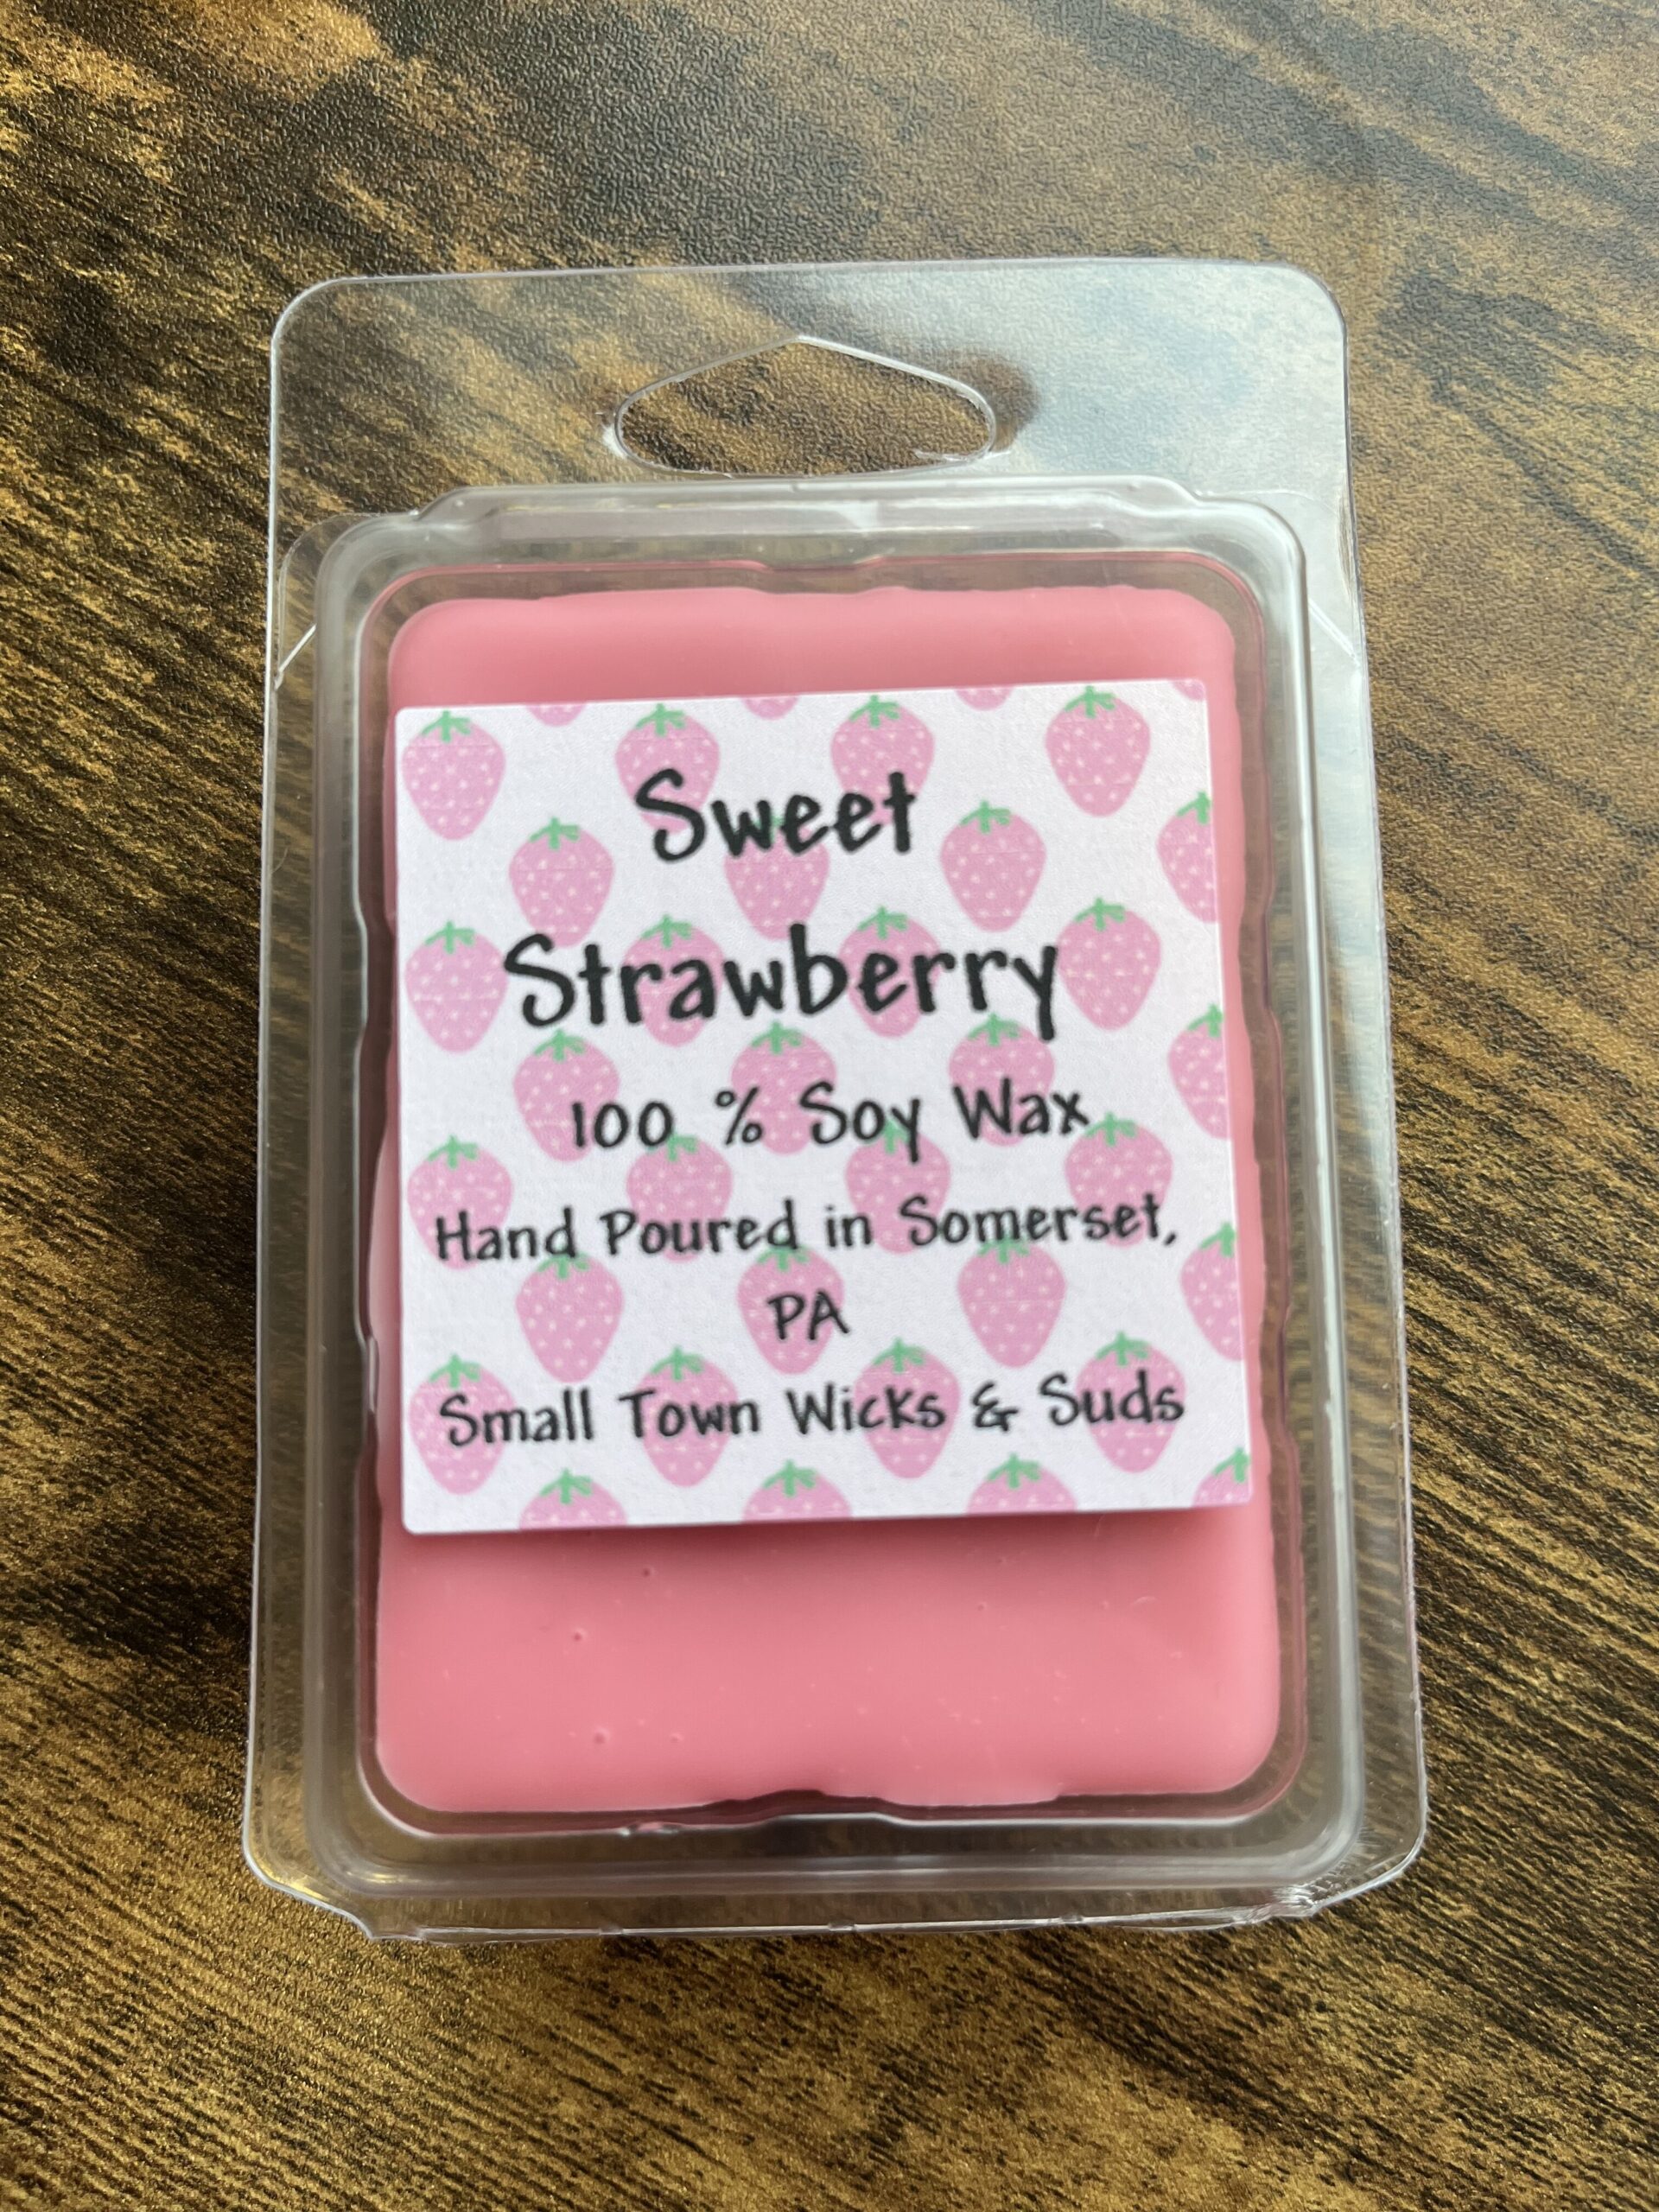 Sweet
Strawberry
100 % Soy Wax
Hand Poured in Somerset,
PA
Small Town Wicks & Suds